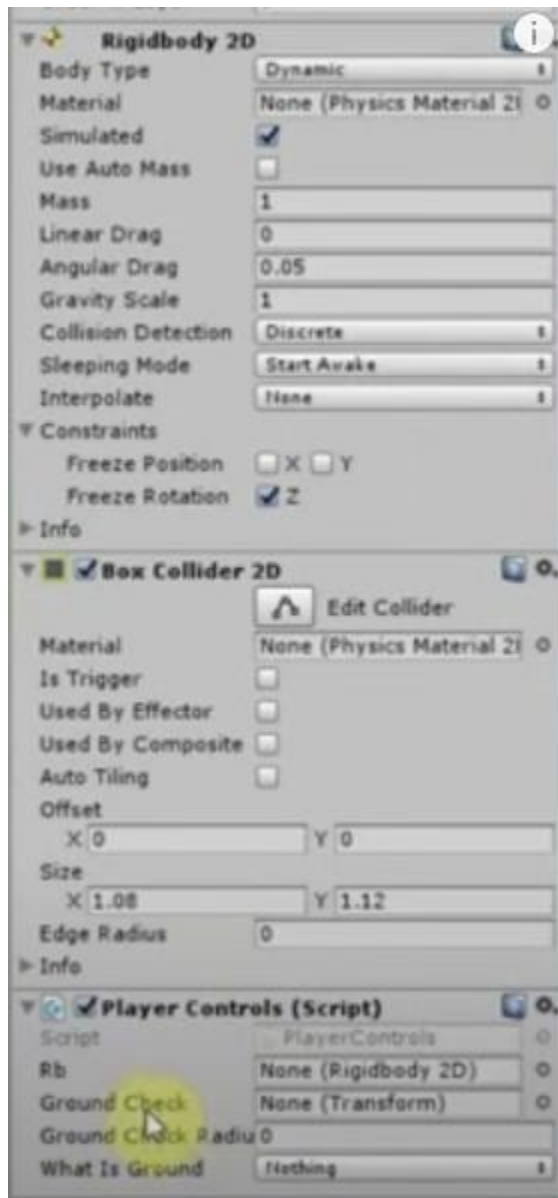 Rigidbody 2D
Body Type Dynamic
Material None (Physics Material 2I
Simulated
Use Auto Mass
Mass 1
Linear Drag 0
Angular Drag 0.05
Gravity Scale 1
Collision Detection Discrete
Sleeping Mode Start Awake
Interpolate None
Constraints
Freeze Position X Y
Freeze Rotation Z
Info
Box Collider 2D
Edit Collider
Material None (Physics Material 2I
Is Trigger
Used By Effector
Used By Composite
Auto Tiling
Offset
X 0 Y 0
Size
X 1.08 Y 1.12
Edge Radius 0
Info
Player Controls (Script)
Script PlayerControls
Rb None (Rigidbody 2D)
Ground Check None (Transform)
Ground Check Radiu 0
What Is Ground Nothing